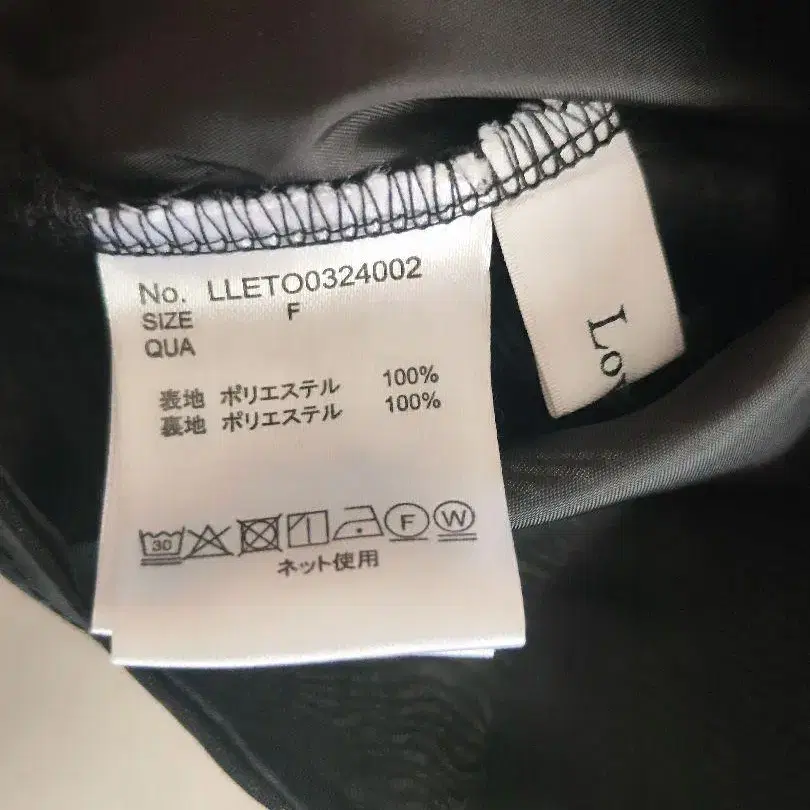 No. LLETO0324002
SIZE F
QUA
表地 ポリエステル 100%
裏地 ポリエステル 100%
30 F W
ネット使用